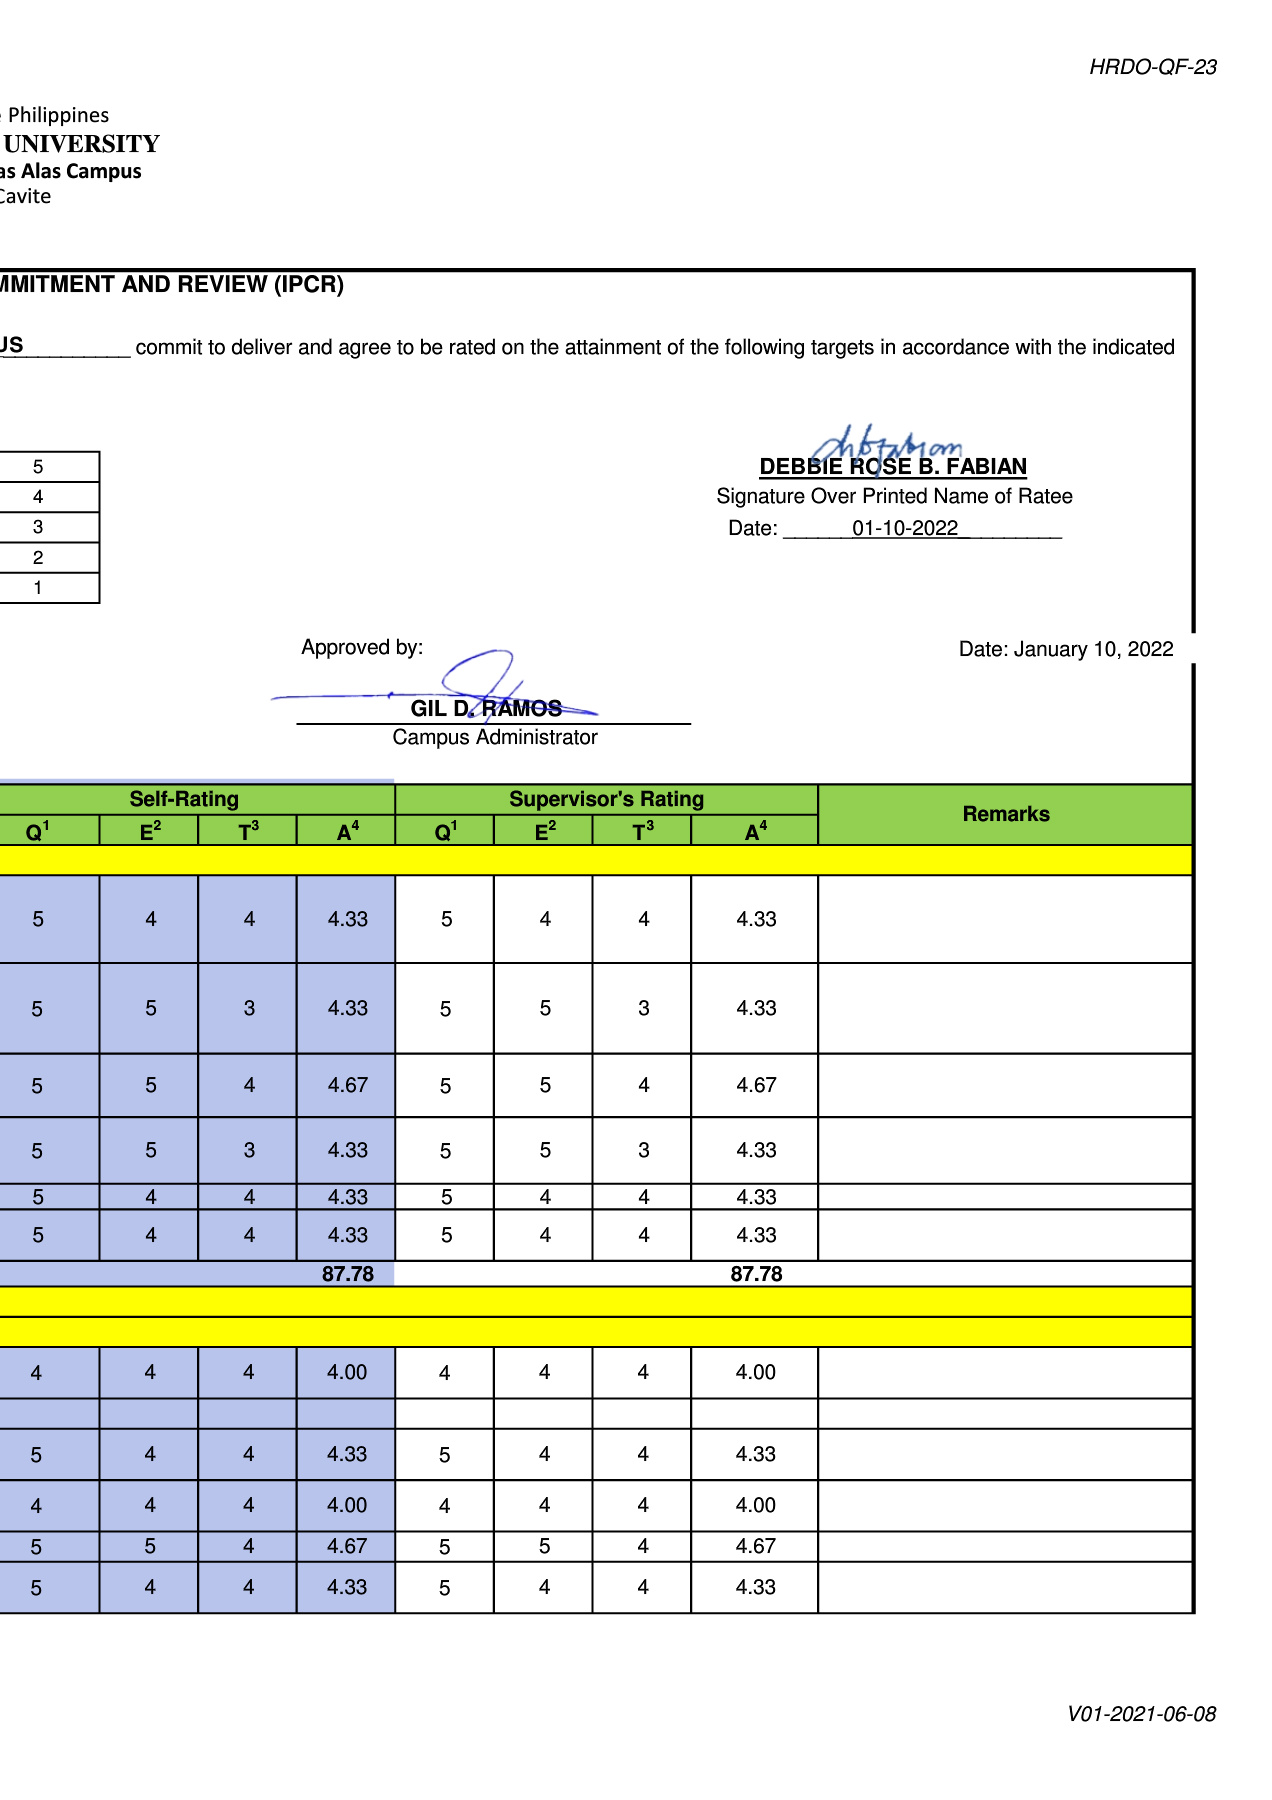 HRDO-QF-23
e Philippines
UNIVERSITY
as Alas Campus
Cavite
MMITMENT AND REVIEW (IPCR)
US__________ commit to deliver and agree to be rated on the attainment of the following targets in accordance with the indicated
5
4
3
2
1
DEBBIE ROSE B. FABIAN
Signature Over Printed Name of Ratee
Date: ______01-10-2022_________
Approved by:
Date: January 10, 2022
GIL D. RAMOS
Campus Administrator
Self-Rating Supervisor's Rating Remarks
Q1 E2 T3 A4 Q1 E2 T3 A4
5 4 4 4.33 5 4 4 4.33
5 5 3 4.33 5 5 3 4.33
5 5 4 4.67 5 5 4 4.67
5 5 3 4.33 5 5 3 4.33
5 4 4 4.33 5 4 4 4.33
5 4 4 4.33 5 4 4 4.33
87.78 87.78
4 4 4 4.00 4 4 4 4.00
5 4 4 4.33 5 4 4 4.33
4 4 4 4.00 4 4 4 4.00
5 5 4 4.67 5 5 4 4.67
5 4 4 4.33 5 4 4 4.33
V01-2021-06-08